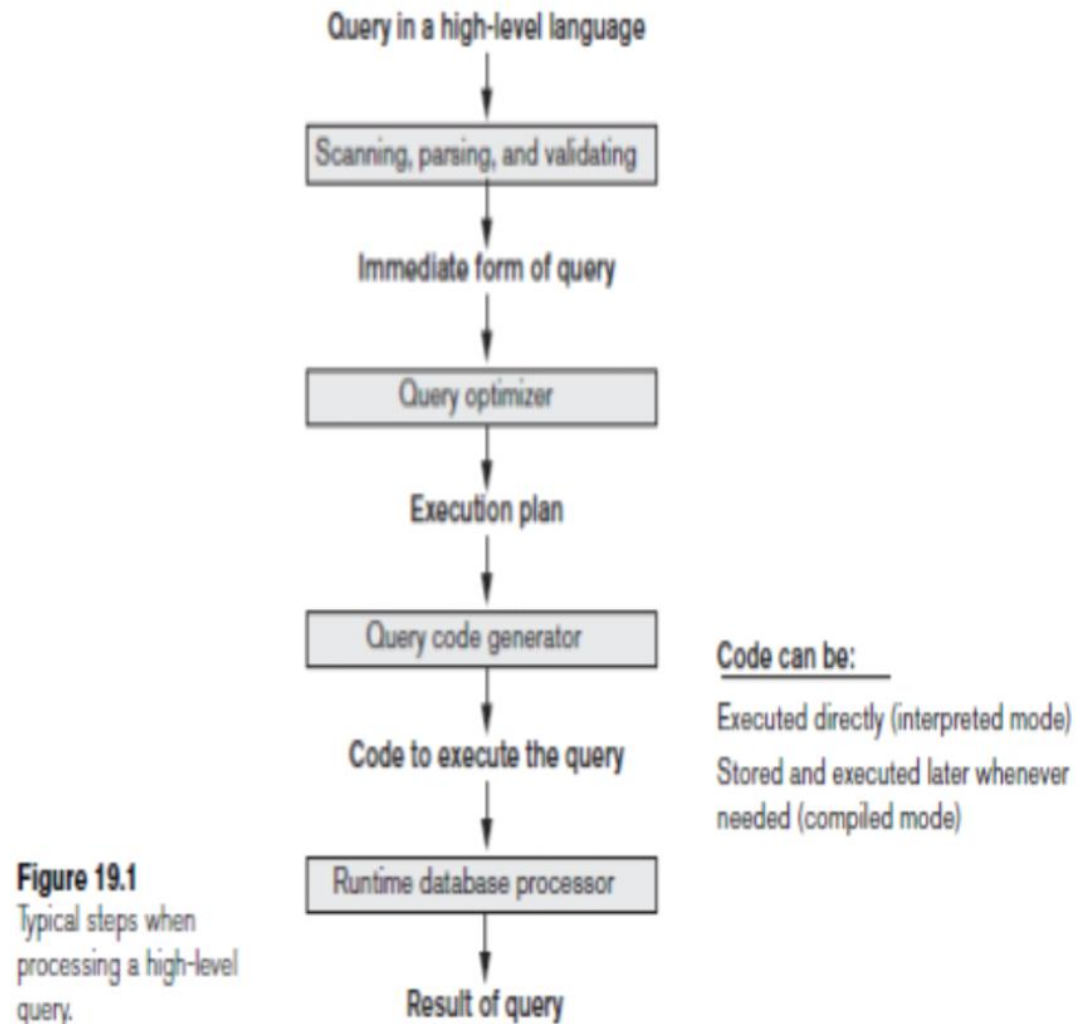 Query in a high-level language
Scanning, parsing, and validating
Immediate form of query
Query optimizer
Execution plan
Query code generator
Code can be:
Executed directly (interpreted mode)
Stored and executed later whenever
needed (compiled mode)
Code to execute the query
Runtime database processor
Figure 19.1
Typical steps when
processing a high-level
query.
Result of query